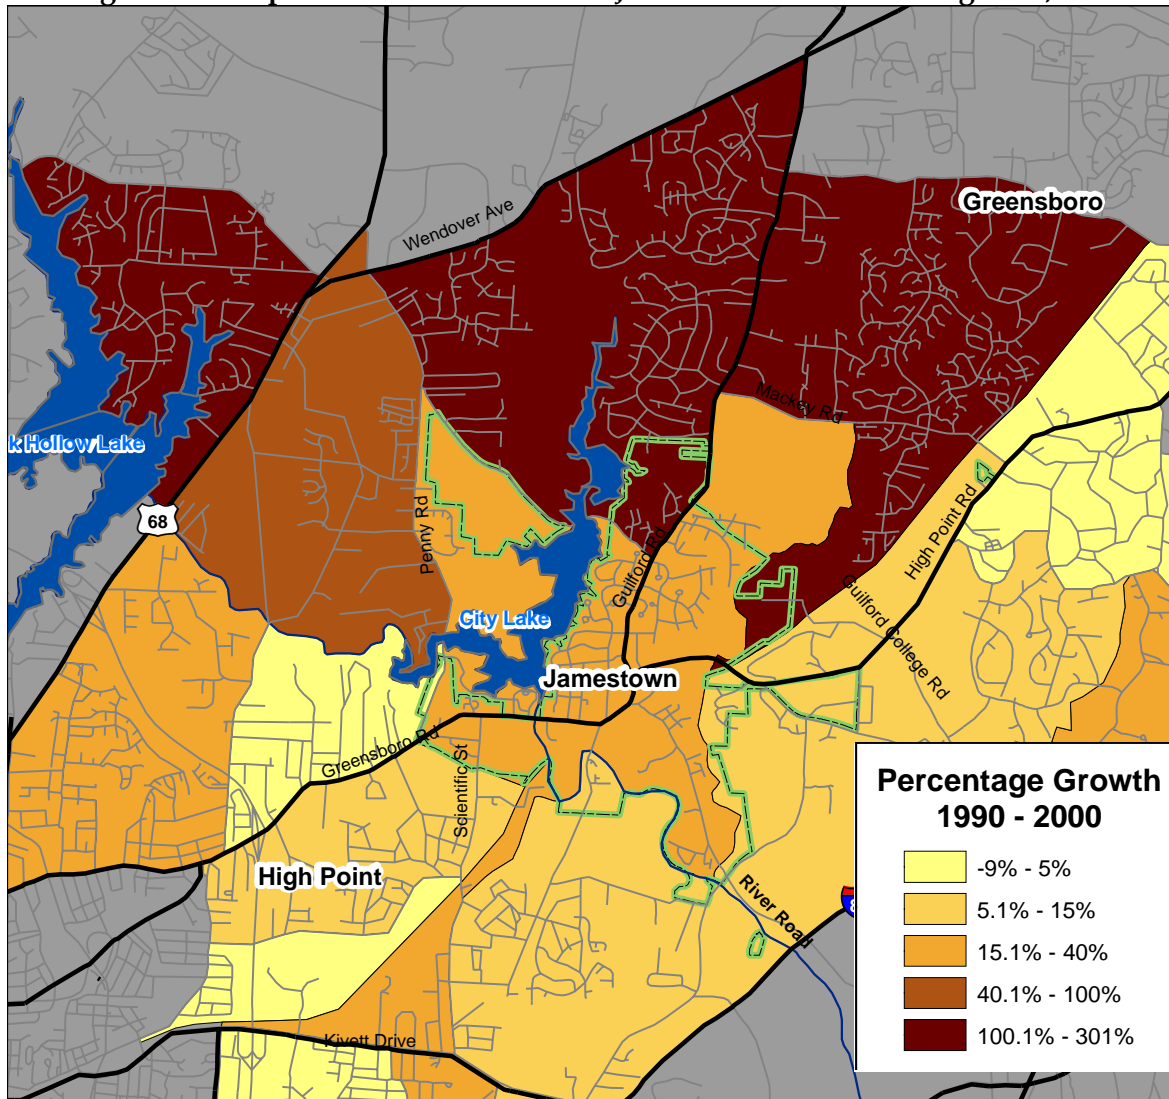 Greensboro
Wendover Ave
Mackey Rd
k Hollow Lake
68
Penny Rd
High Point Rd
Guilford Rd
City Lake
Guilford College Rd
Jamestown
Greensboro Rd
Scientific St
High Point
River Road
Kivett Drive
Percentage Growth
1990 - 2000
-9% - 5%
5.1% - 15%
15.1% - 40%
40.1% - 100%
100.1% - 301%